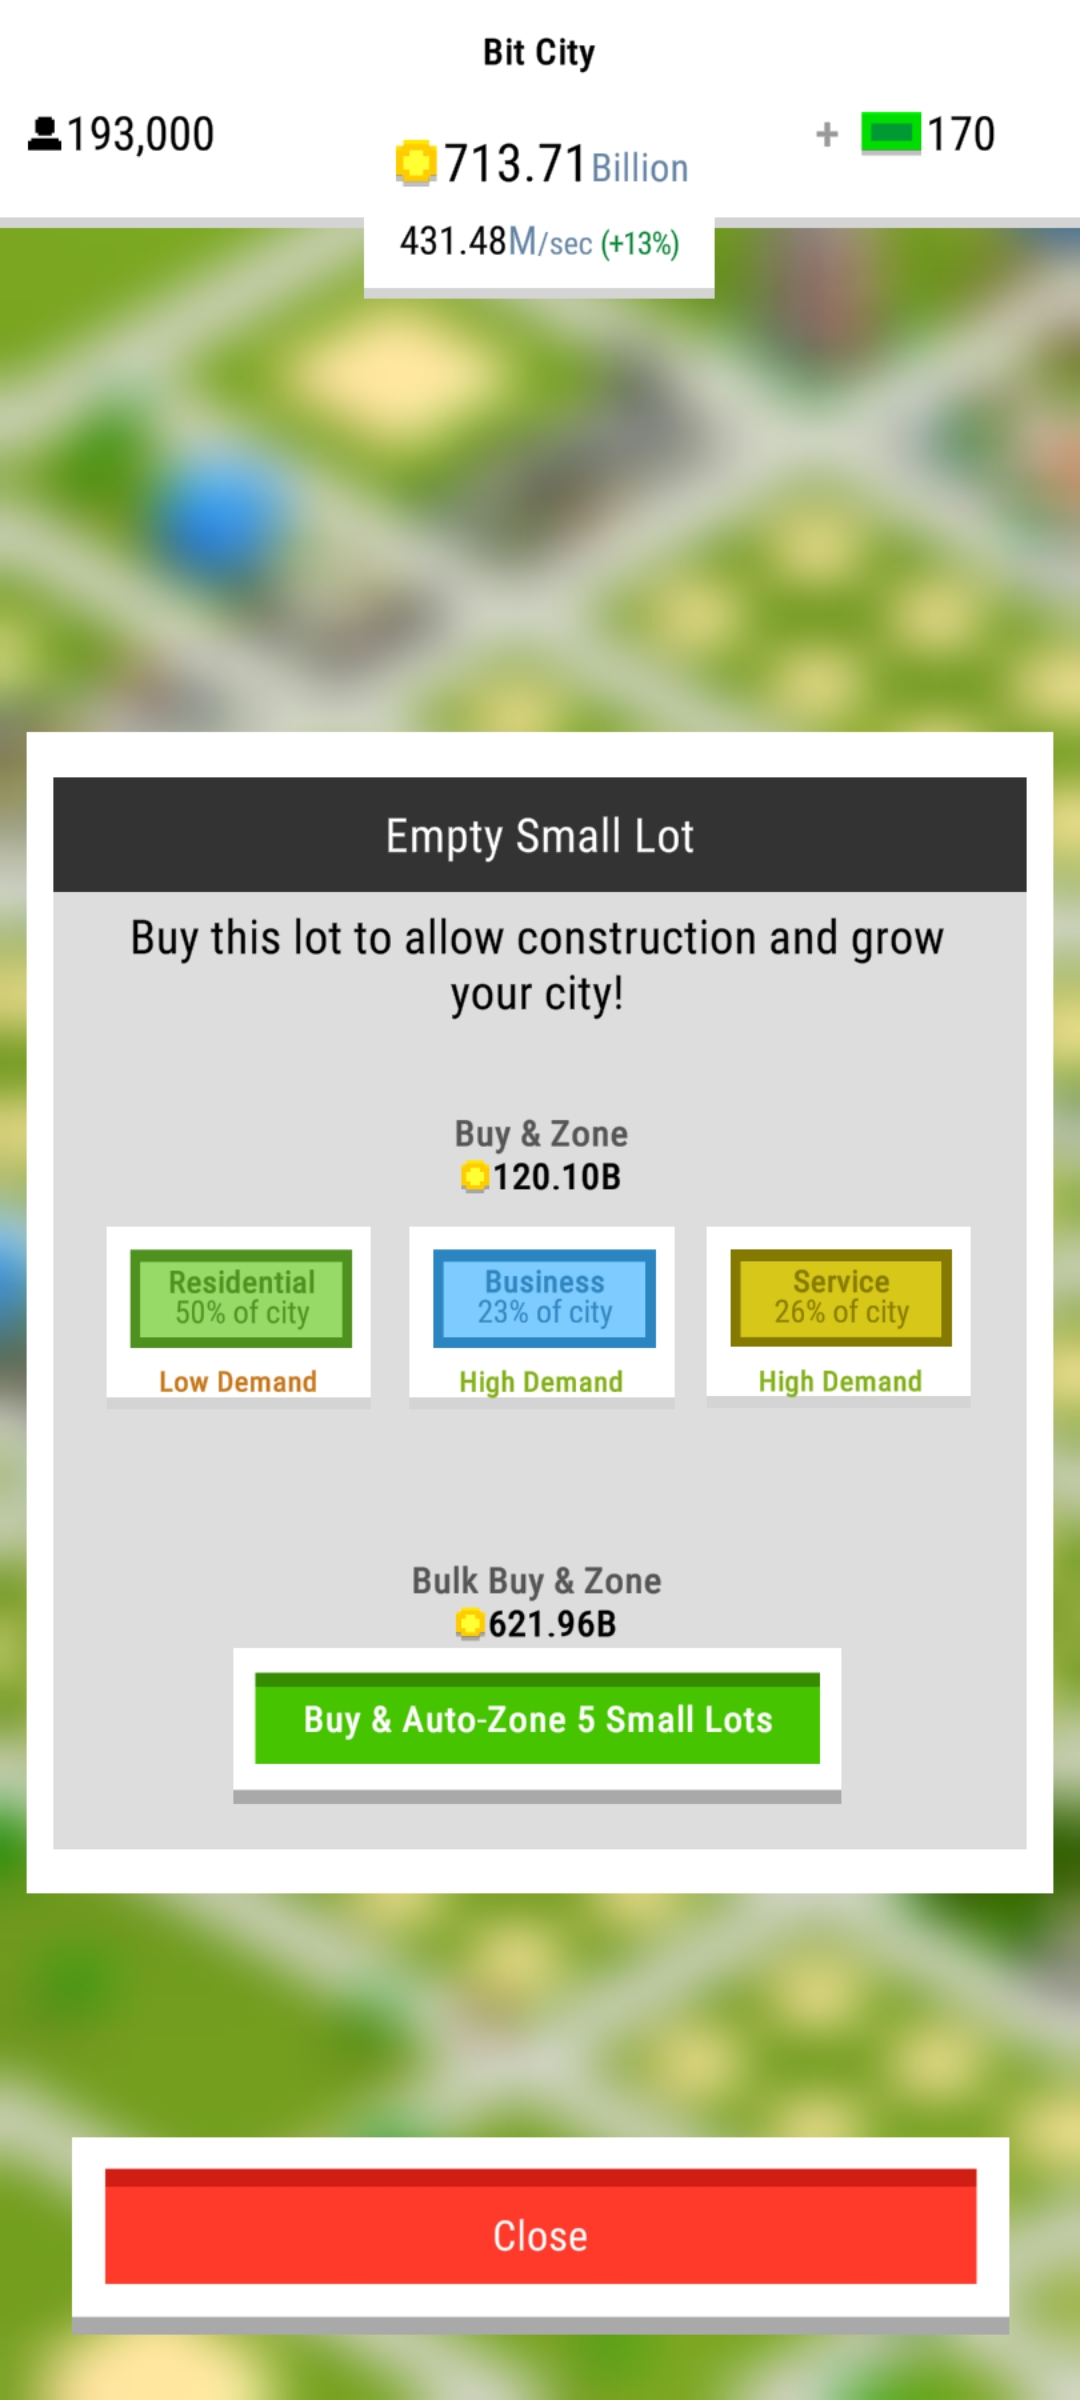 Bit City
193,000
713.71 Billion
+ 170
431.48M/sec (+13%)
Empty Small Lot
Buy this lot to allow construction and grow
your city!
Buy & Zone
120.10B
Residential
50% of city
Low Demand
Business
23% of city
High Demand
Service
26% of city
High Demand
Bulk Buy & Zone
621.96B
Buy & Auto-Zone 5 Small Lots
Close